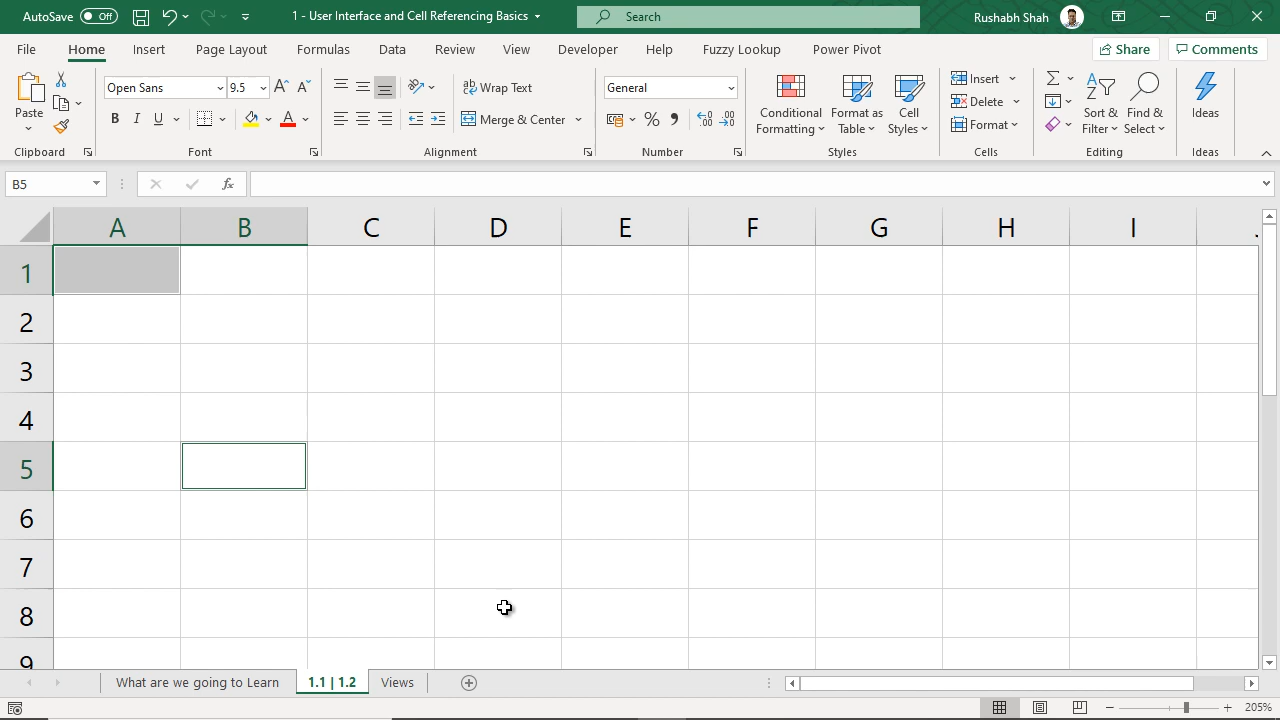 AutoSave Off 1 - User Interface and Cell Referencing Basics Search Rushabh Shah
File Home Insert Page Layout Formulas Data Review View Developer Help Fuzzy Lookup Power Pivot Share Comments
Paste
Open Sans 9.5 A A
B I U A
ab Wrap Text
Merge & Center
General
% 9
Conditional
Formatting
Format as
Table
Cell
Styles
Insert
Delete
Format
Sort &
Filter
Find &
Select
Ideas
Clipboard Font Alignment Number Styles Cells Editing Ideas
B5 fx
A B C D E F G H I
1
2
3
4
5
6
7
8
9
What are we going to Learn 1.1 | 1.2 Views
205%